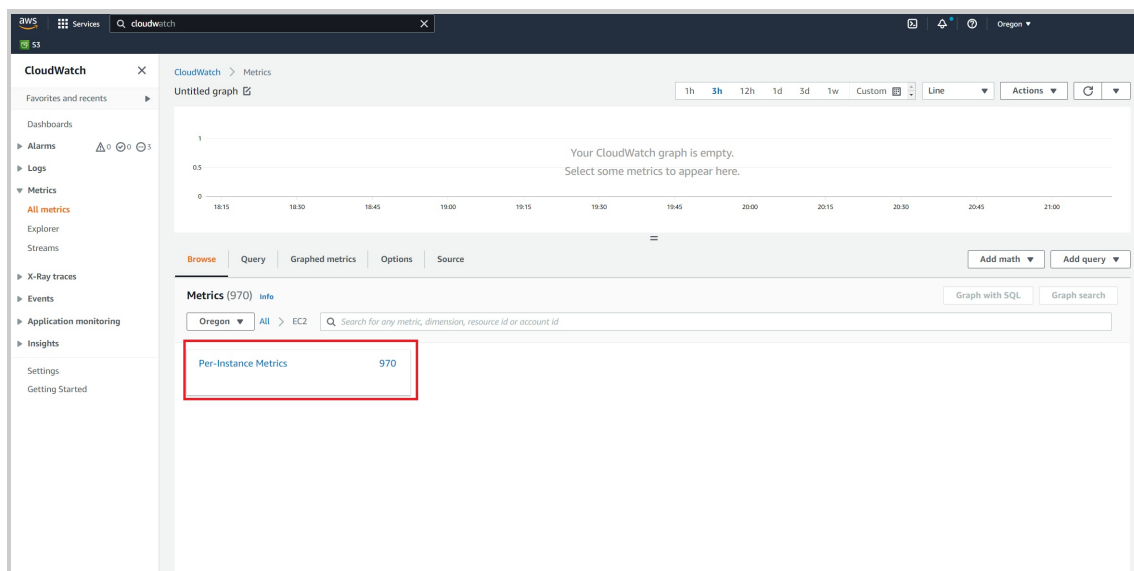 aws
Services
cloudwatch
Oregon
S3
CloudWatch
Favorites and recents
Dashboards
Alarms 0 0 3
Logs
Metrics
All metrics
Explorer
Streams
X-Ray traces
Events
Application monitoring
Insights
Settings
Getting Started
CloudWatch > Metrics
Untitled graph
1h 3h 12h 1d 3d 1w Custom Line Actions
1
0.5
0
Your CloudWatch graph is empty.
Select some metrics to appear here.
18:15 18:30 18:45 19:00 19:15 19:30 19:45 20:00 20:15 20:30 20:45 21:00
Browse Query Graphed metrics Options Source Add math Add query
Metrics (970) Info Graph with SQL Graph search
Oregon All > EC2 Search for any metric, dimension, resource id or account id
Per-Instance Metrics 970